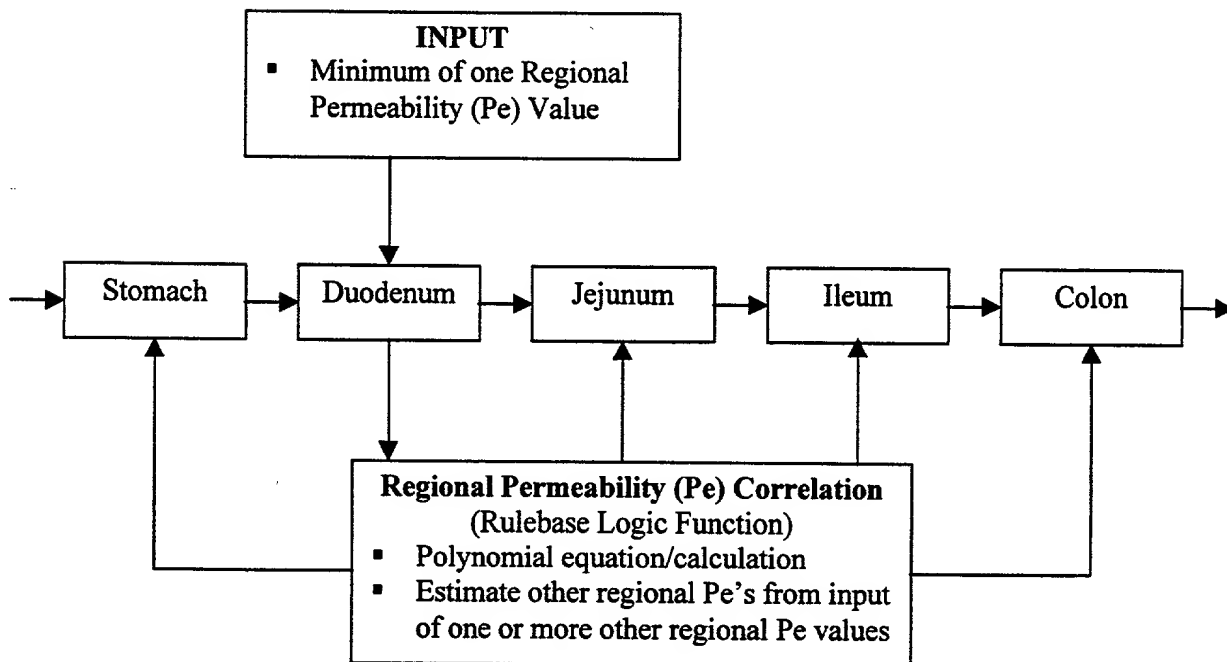 INPUT
▪ Minimum of one Regional
Permeability (Pe) Value
Stomach
Duodenum
Jejunum
Ileum
Colon
Regional Permeability (Pe) Correlation
(Rulebase Logic Function)
▪ Polynomial equation/calculation
▪ Estimate other regional Pe's from input
of one or more other regional Pe values